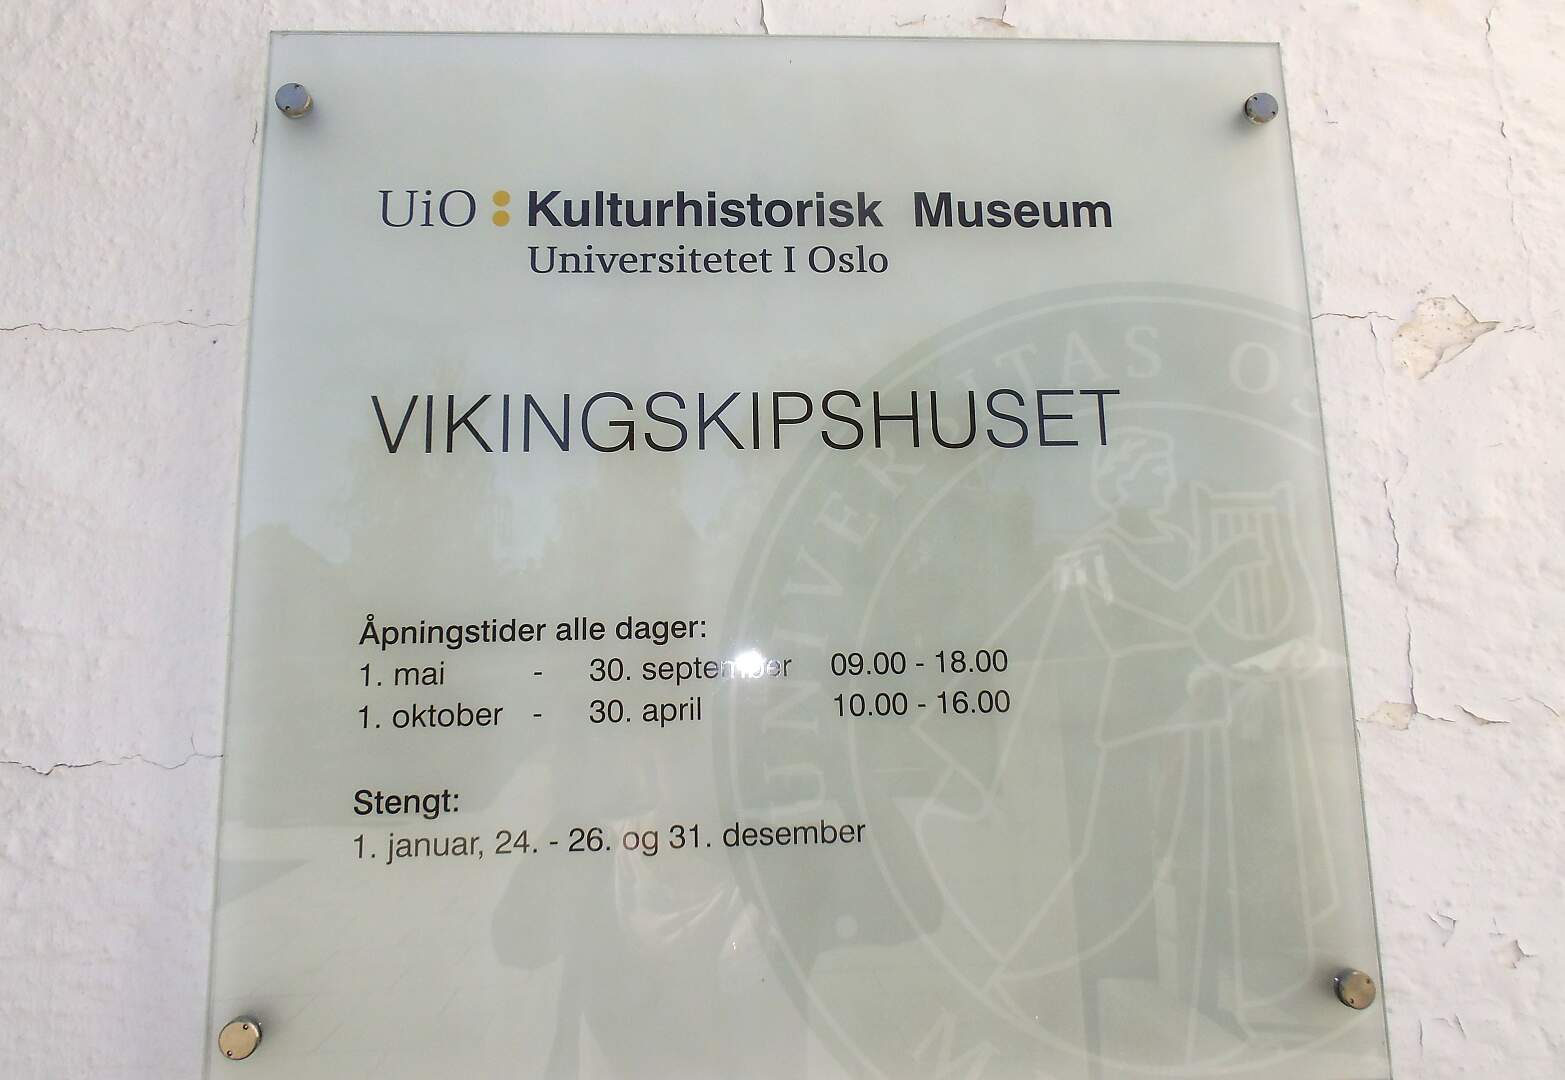 UiO : Kulturhistorisk Museum
Universitetet I Oslo
VIKINGSKIPSHUSET
Åpningstider alle dager:
1. mai - 30. september 09.00 - 18.00
1. oktober - 30. april 10.00 - 16.00
Stengt:
1. januar, 24. - 26. og 31. desember
UNIVERSITAS